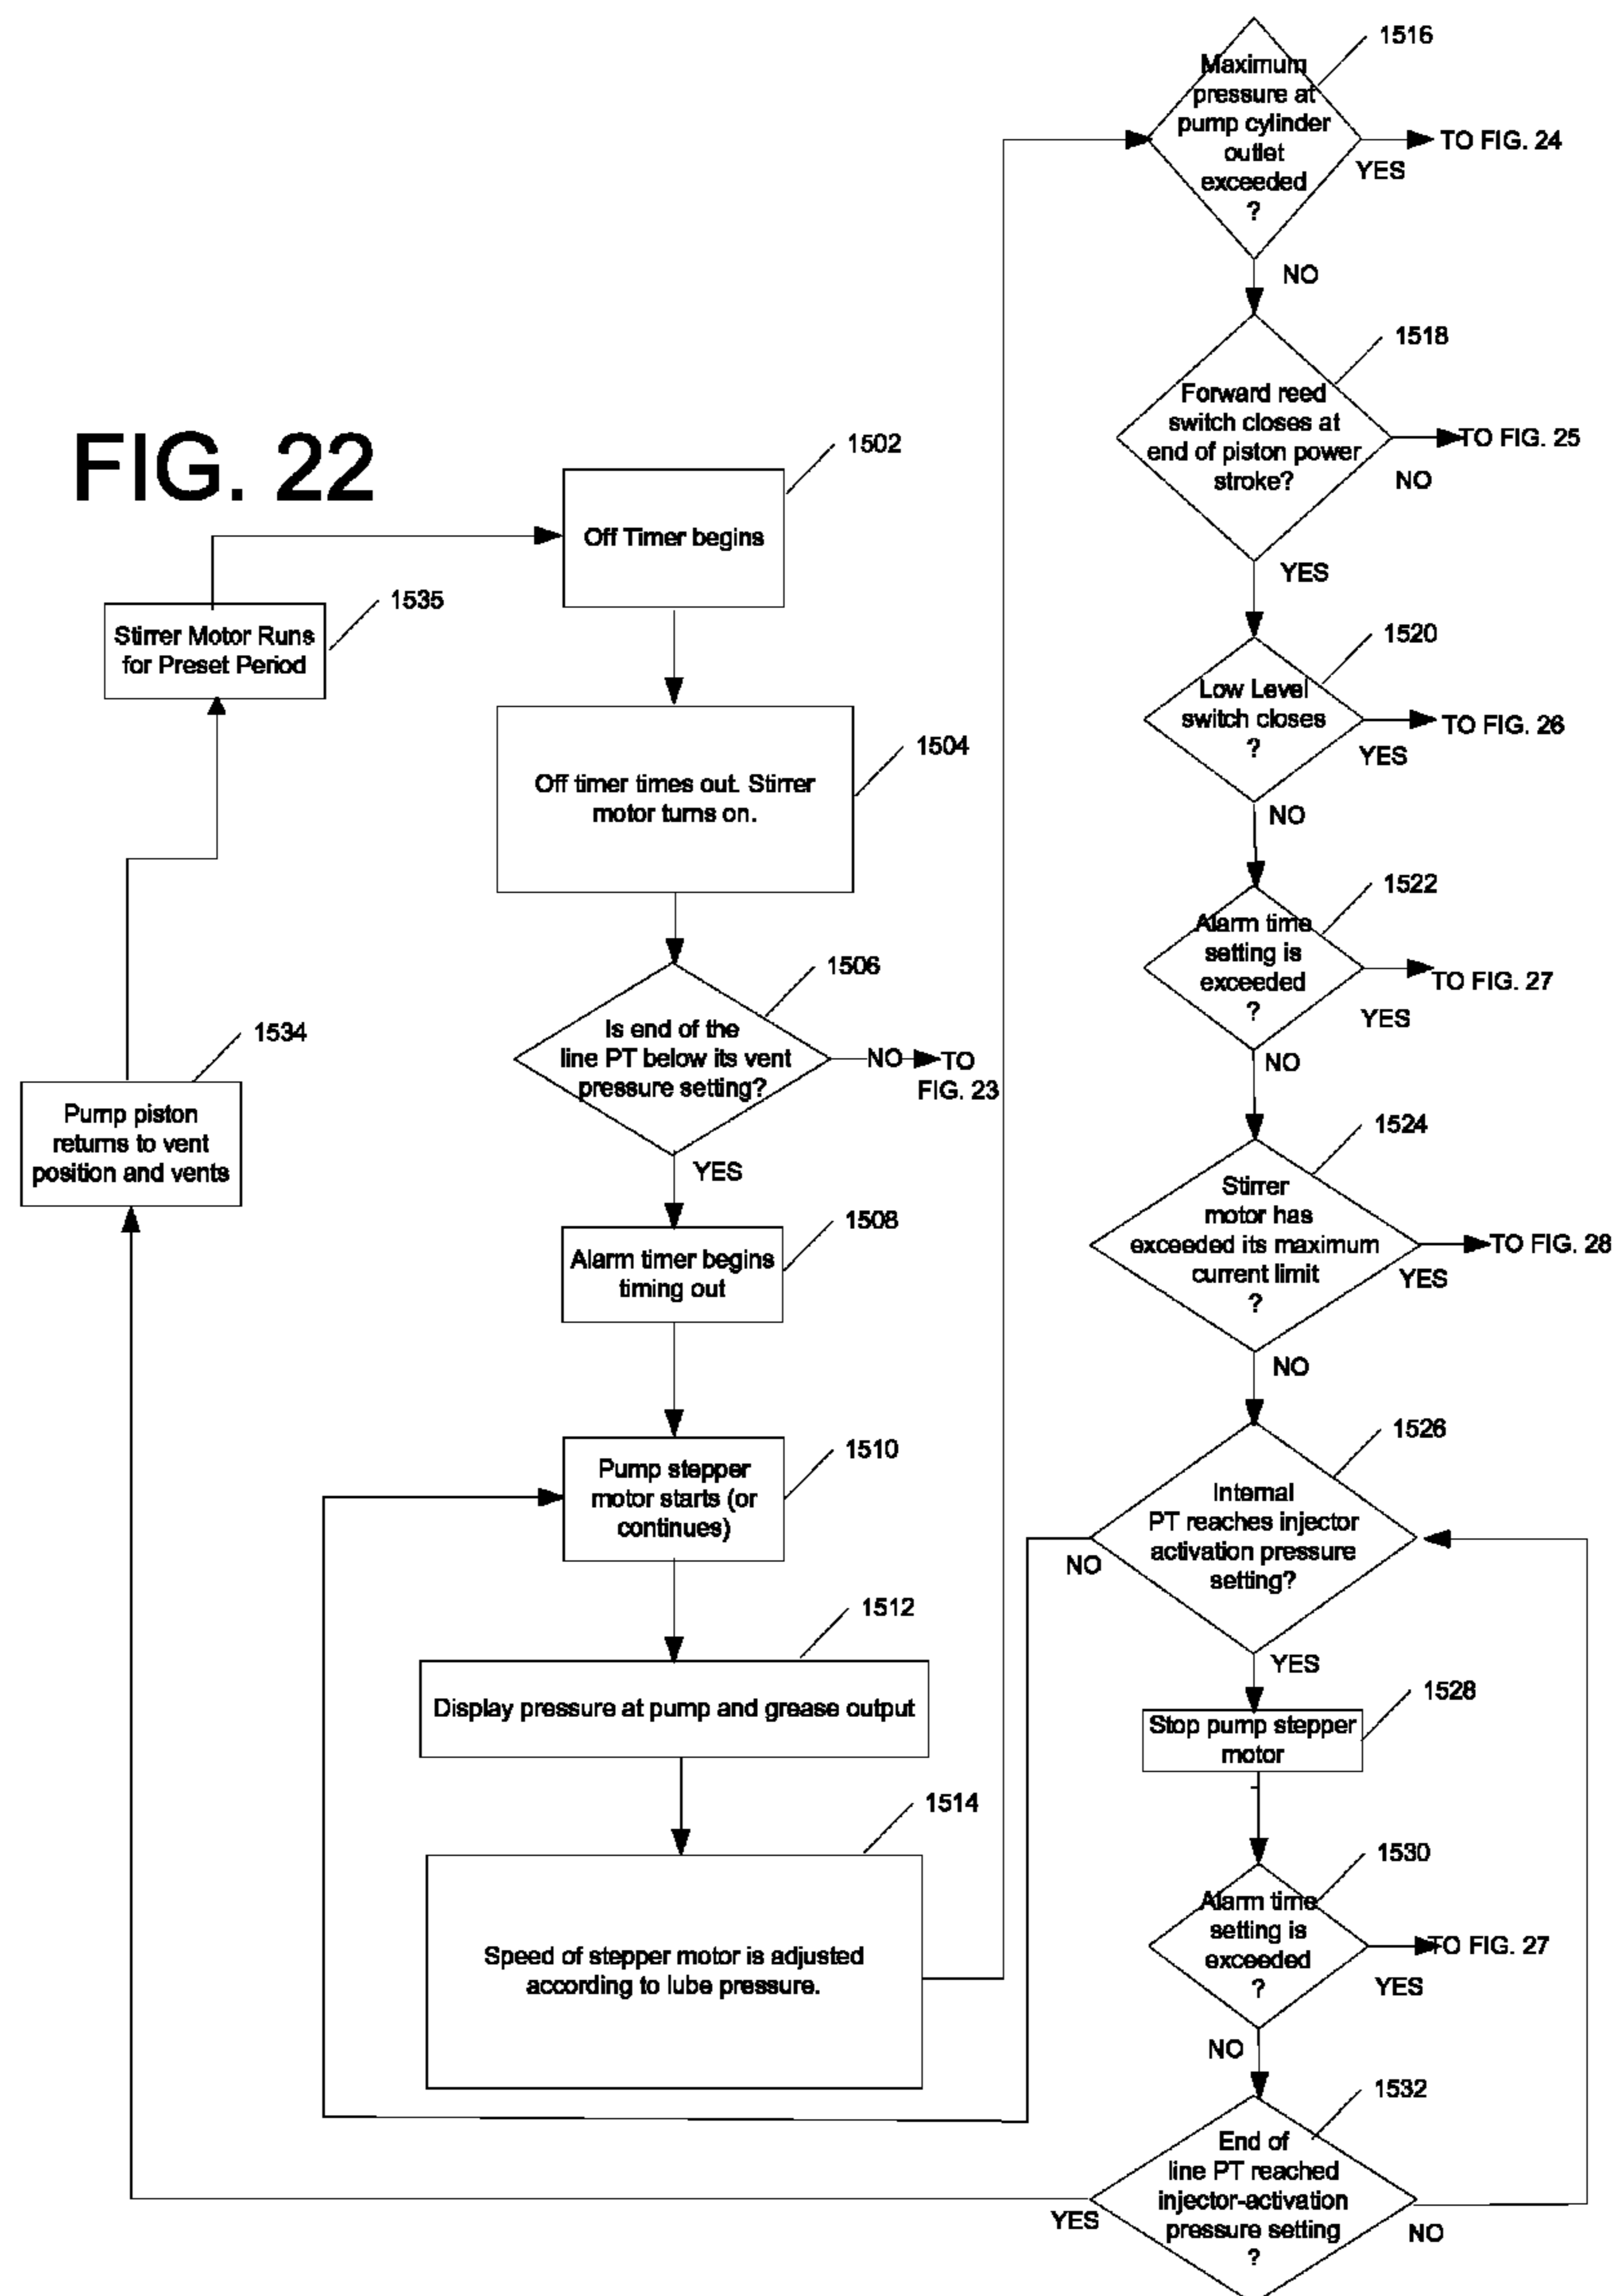 FIG. 22
1502
Off Timer begins
1535
Stirrer Motor Runs
for Preset Period
1504
Off timer times out. Stirrer
motor turns on.
1506
Is end of the
line PT below its vent
pressure setting?
NO
TO
FIG. 23
YES
1534
Pump piston
returns to vent
position and vents
1508
Alarm timer begins
timing out
1510
Pump stepper
motor starts (or
continues)
1512
Display pressure at pump and grease output
1514
Speed of stepper motor is adjusted
according to lube pressure.
1516
Maximum
pressure at
pump cylinder
outlet
exceeded
?
TO FIG. 24
YES
NO
1518
Forward reed
switch closes at
end of piston power
stroke?
TO FIG. 25
NO
YES
1520
Low Level
switch closes
?
TO FIG. 26
YES
NO
1522
Alarm time
setting is
exceeded
?
TO FIG. 27
YES
NO
1524
Stirrer
motor has
exceeded its maximum
current limit
?
TO FIG. 28
YES
NO
1526
Internal
PT reaches injector
activation pressure
setting?
NO
YES
1528
Stop pump stepper
motor
1530
Alarm time
setting is
exceeded
?
TO FIG. 27
YES
NO
1532
End of
line PT reached
injector-activation
pressure setting
?
YES
NO